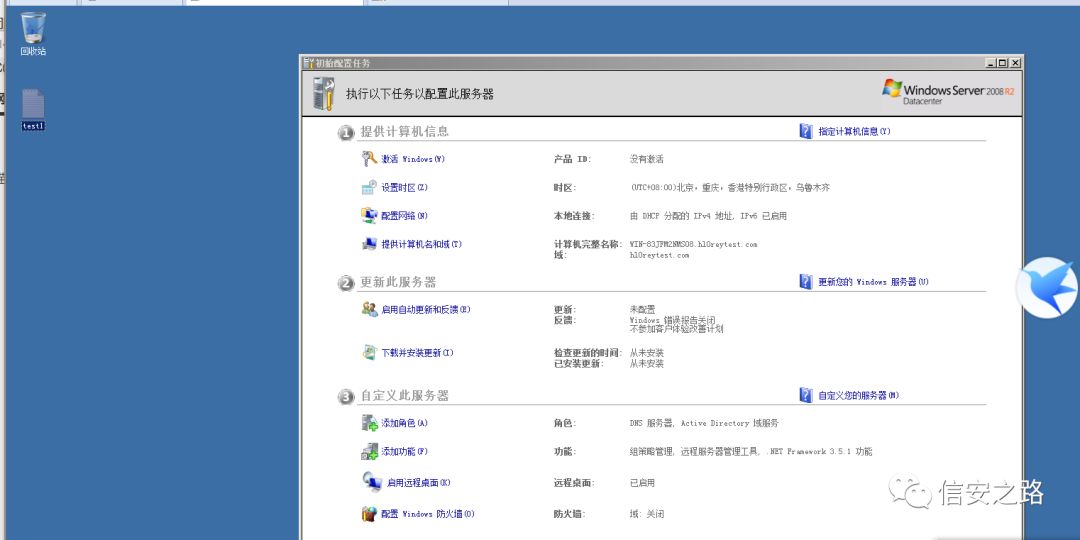 回收站
test1
初始配置任务
执行以下任务以配置此服务器
Windows Server 2008 R2
Datacenter
1 提供计算机信息
指定计算机信息(Y)
激活 Windows(W)
产品 ID: 没有激活
设置时区(Z)
时区: (UTC+08:00)北京，重庆，香港特别行政区，乌鲁木齐
配置网络(N)
本地连接: 由 DHCP 分配的 IPv4 地址, IPv6 已启用
提供计算机名和域(T)
计算机完整名称: WIN-83JPM2NMS08.hl0reytest.com
域: hl0reytest.com
2 更新此服务器
更新您的 Windows 服务器(U)
启用自动更新和反馈(E)
更新: 未配置
反馈: Windows 错误报告关闭
不参加客户体验改善计划
下载并安装更新(I)
检查更新的时间: 从未安装
已安装更新: 从未安装
3 自定义此服务器
自定义您的服务器(M)
添加角色(A)
角色: DNS 服务器, Active Directory 域服务
添加功能(F)
功能: 组策略管理, 远程服务器管理工具, .NET Framework 3.5.1 功能
启用远程桌面(K)
远程桌面: 已启用
配置 Windows 防火墙(O)
防火墙: 域: 关闭
信安之路